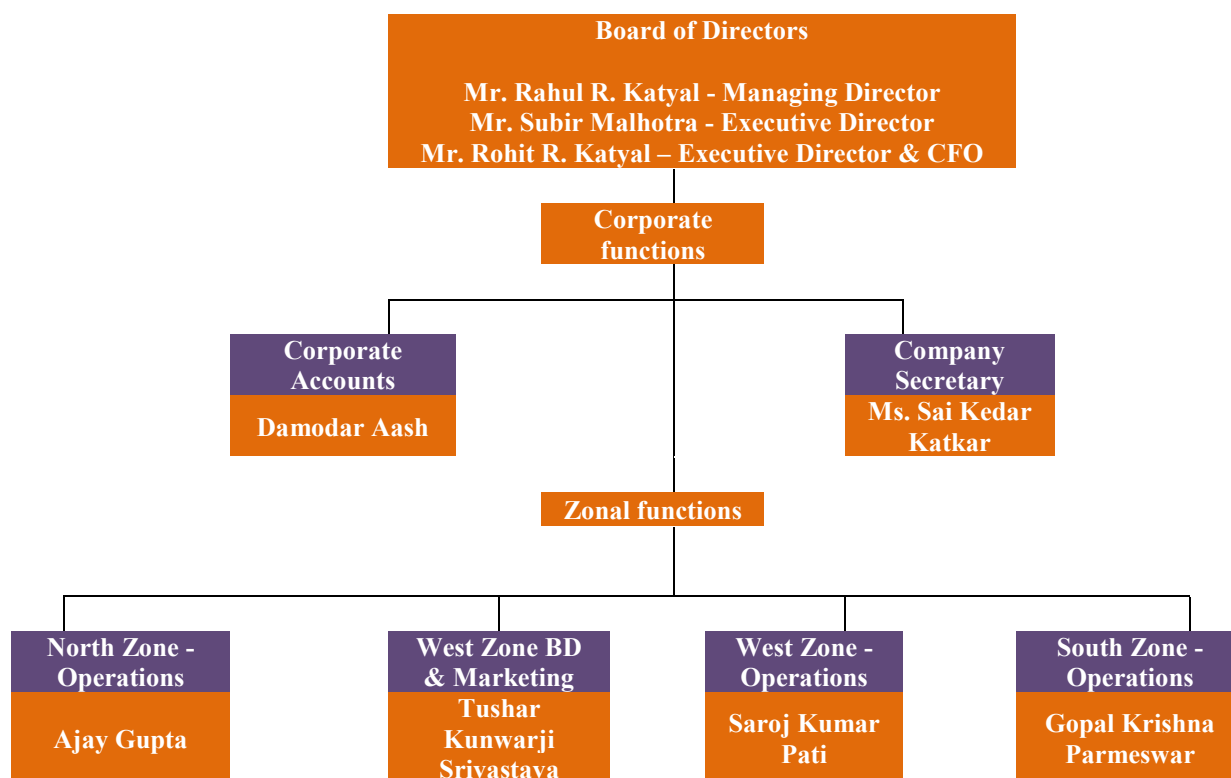 Board of Directors
Mr. Rahul R. Katyal - Managing Director
Mr. Subir Malhotra - Executive Director
Mr. Rohit R. Katyal – Executive Director & CFO
Corporate
functions
Corporate
Accounts
Damodar Aash
Company
Secretary
Ms. Sai Kedar
Katkar
Zonal functions
North Zone -
Operations
Ajay Gupta
West Zone BD
& Marketing
Tushar
Kunwarji
Srivastava
West Zone -
Operations
Saroj Kumar
Pati
South Zone -
Operations
Gopal Krishna
Parmeswar